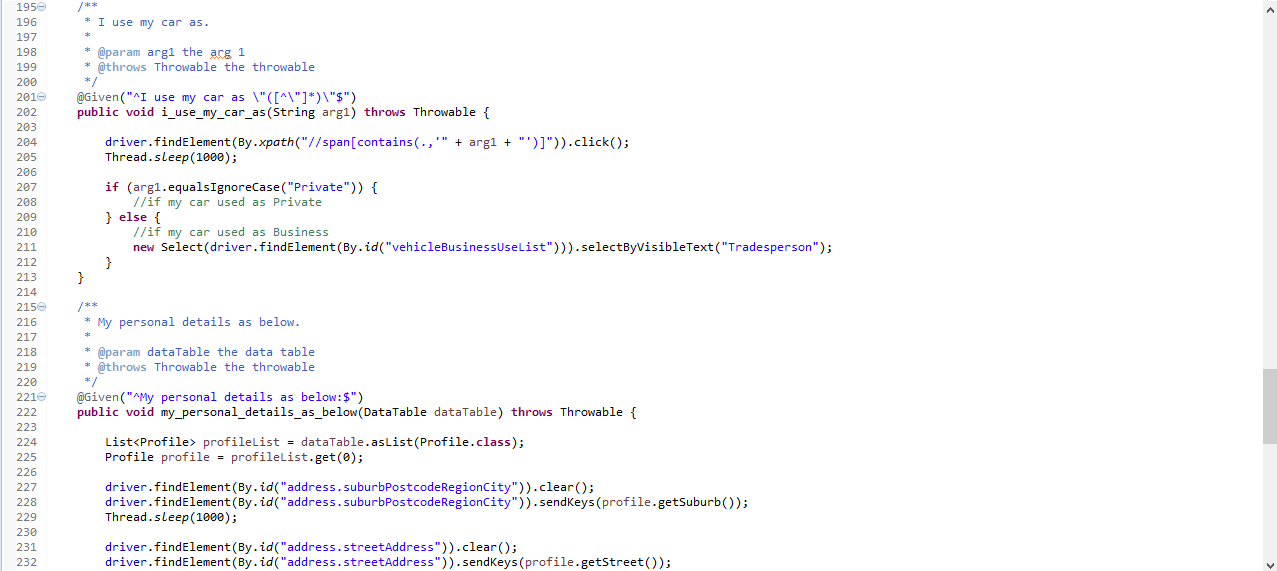 195 /**
196  * I use my car as.
197  *
198  * @param arg1 the arg 1
199  * @throws Throwable the throwable
200  */
201 @Given("^I use my car as \"([^\"]*)\"$")
202 public void i_use_my_car_as(String arg1) throws Throwable {
203
204     driver.findElement(By.xpath("//span[contains(.,'" + arg1 + "')]")).click();
205     Thread.sleep(1000);
206
207     if (arg1.equalsIgnoreCase("Private")) {
208         //if my car used as Private
209     } else {
210         //if my car used as Business
211         new Select(driver.findElement(By.id("vehicleBusinessUseList"))).selectByVisibleText("Tradesperson");
212     }
213 }
214
215 /**
216  * My personal details as below.
217  *
218  * @param dataTable the data table
219  * @throws Throwable the throwable
220  */
221 @Given("^My personal details as below:$")
222 public void my_personal_details_as_below(DataTable dataTable) throws Throwable {
223
224     List<Profile> profileList = dataTable.asList(Profile.class);
225     Profile profile = profileList.get(0);
226
227     driver.findElement(By.id("address.suburbPostcodeRegionCity")).clear();
228     driver.findElement(By.id("address.suburbPostcodeRegionCity")).sendKeys(profile.getSuburb());
229     Thread.sleep(1000);
230
231     driver.findElement(By.id("address.streetAddress")).clear();
232     driver.findElement(By.id("address.streetAddress")).sendKeys(profile.getStreet());